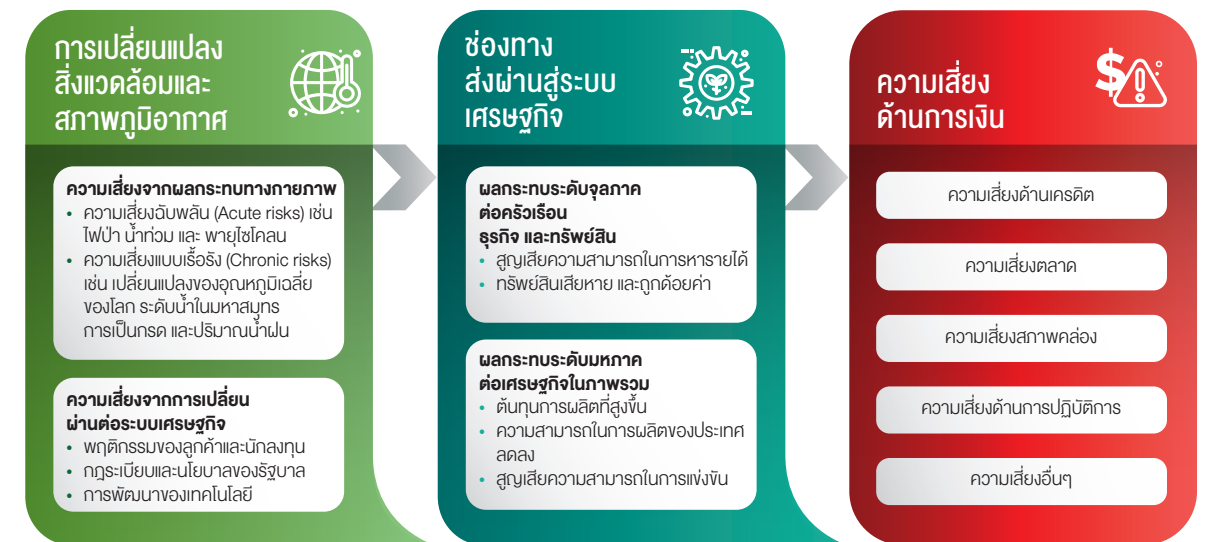 การเปลี่ยนแปลง
สิ่งแวดล้อมและ
สภาพภูมิอากาศ
ความเสี่ยงจากผลกระทบทางกายภาพ
• ความเสี่ยงฉับพลัน (Acute risks) เช่น
ไฟป่า น้ำท่วม และ พายุไซโคลน
• ความเสี่ยงแบบเรื้อรัง (Chronic risks)
เช่น เปลี่ยนแปลงของอุณหภูมิเฉลี่ย
ของโลก ระดับน้ำในมหาสมุทร
การเป็นกรด และปริมาณน้ำฝน
ความเสี่ยงจากการเปลี่ยน
ผ่านต่อระบบเศรษฐกิจ
• พฤติกรรมของลูกค้าและนักลงทุน
• กฎระเบียบและนโยบาลของรัฐบาล
• การพัฒนาของเทคโนโลยี
ช่องทาง
ส่งผ่านสู่ระบบ
เศรษฐกิจ
ผลกระทบระดับจุลภาค
ต่อครัวเรือน
ธุรกิจ และทรัพย์สิน
• สูญเสียความสามารถในการหารายได้
• ทรัพย์สินเสียหาย และถูกด้อยค่า
ผลกระทบระดับมหภาค
ต่อเศรษฐกิจในภาพรวม
• ต้นทุนการผลิตที่สูงขึ้น
• ความสามารถในการผลิตของประเทศ
ลดลง
• สูญเสียความสามารถในการแข่งขัน
ความเสี่ยง
ด้านการเงิน
$
ความเสี่ยงด้านเครดิต
ความเสี่ยงตลาด
ความเสี่ยงสภาพคล่อง
ความเสี่ยงด้านการปฏิบัติการ
ความเสี่ยงอื่นๆ